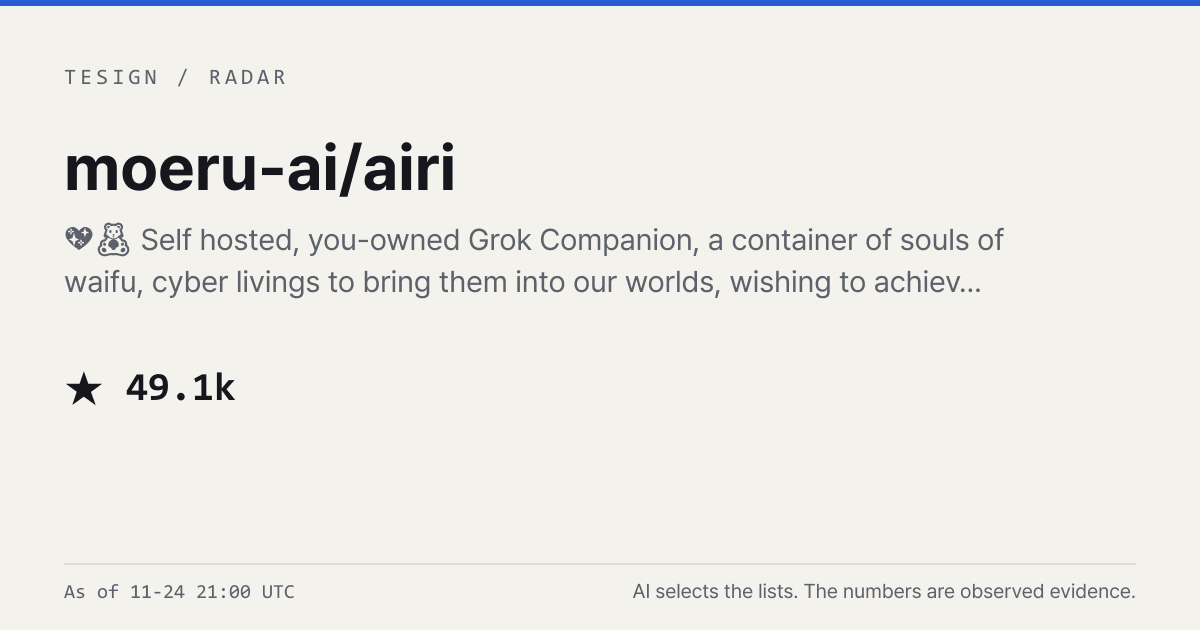 TESIGN / RADAR
moeru-ai/airi
💖🧸 Self hosted, you-owned Grok Companion, a container of souls of
waifu, cyber livings to bring them into our worlds, wishing to achiev...
★ 49.1k
As of 11-24 21:00 UTC
AI selects the lists. The numbers are observed evidence.